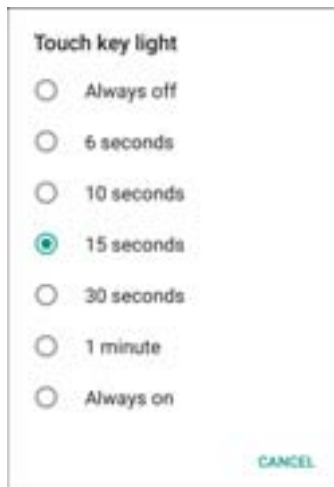 Touch key light
Always off
6 seconds
10 seconds
15 seconds
30 seconds
1 minute
Always on
CANCEL